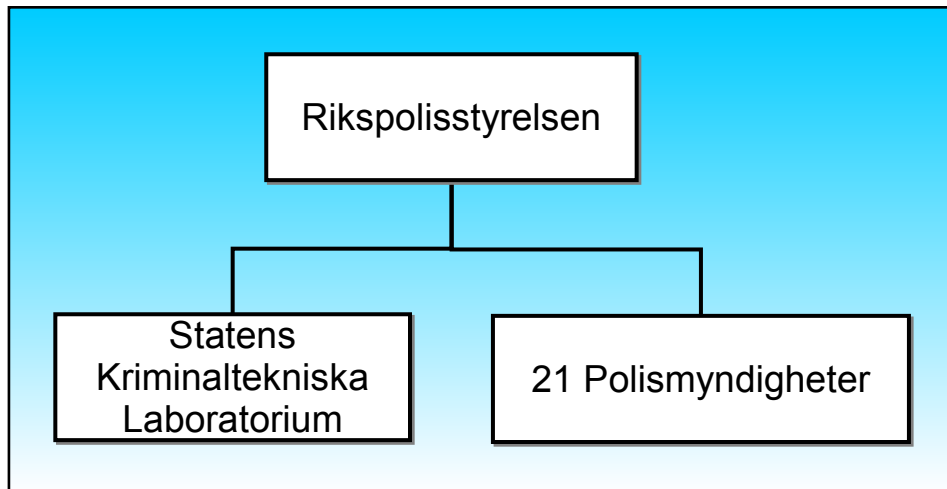 Rikspolisstyrelsen
Statens
Kriminaltekniska
Laboratorium
21 Polismyndigheter